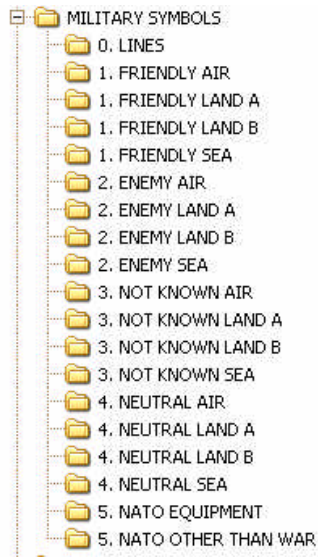 MILITARY SYMBOLS
0. LINES
1. FRIENDLY AIR
1. FRIENDLY LAND A
1. FRIENDLY LAND B
1. FRIENDLY SEA
2. ENEMY AIR
2. ENEMY LAND A
2. ENEMY LAND B
2. ENEMY SEA
3. NOT KNOWN AIR
3. NOT KNOWN LAND A
3. NOT KNOWN LAND B
3. NOT KNOWN SEA
4. NEUTRAL AIR
4. NEUTRAL LAND A
4. NEUTRAL LAND B
4. NEUTRAL SEA
5. NATO EQUIPMENT
5. NATO OTHER THAN WAR